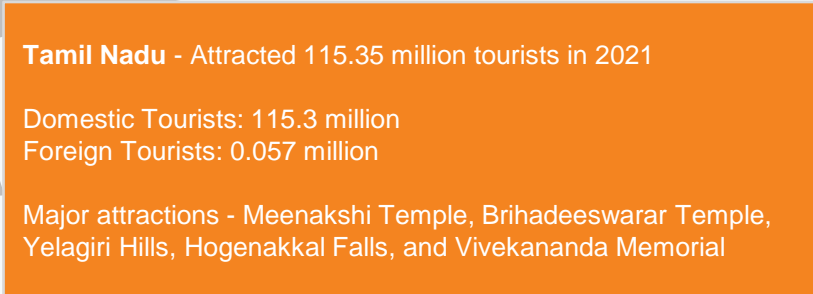 Tamil Nadu - Attracted 115.35 million tourists in 2021
Domestic Tourists: 115.3 million
Foreign Tourists: 0.057 million
Major attractions - Meenakshi Temple, Brihadeeswarar Temple,
Yelagiri Hills, Hogenakkal Falls, and Vivekananda Memorial